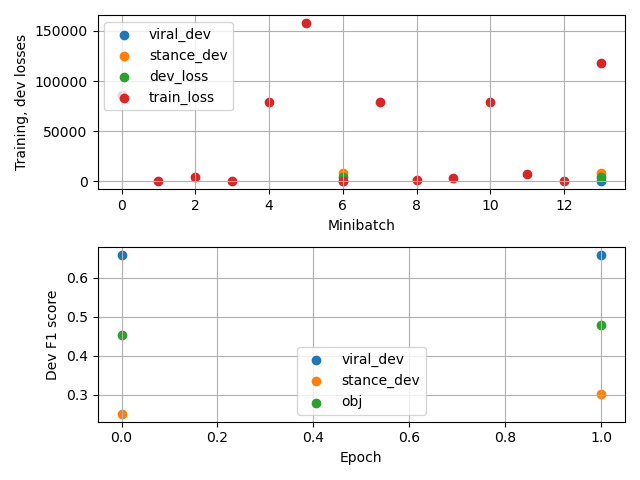 150000
100000
50000
0
Training, dev losses
viral_dev
stance_dev
dev_loss
train_loss
0 2 4 6 8 10 12
Minibatch
0.6
0.5
0.4
0.3
Dev F1 score
viral_dev
stance_dev
obj
0.0 0.2 0.4 0.6 0.8 1.0
Epoch